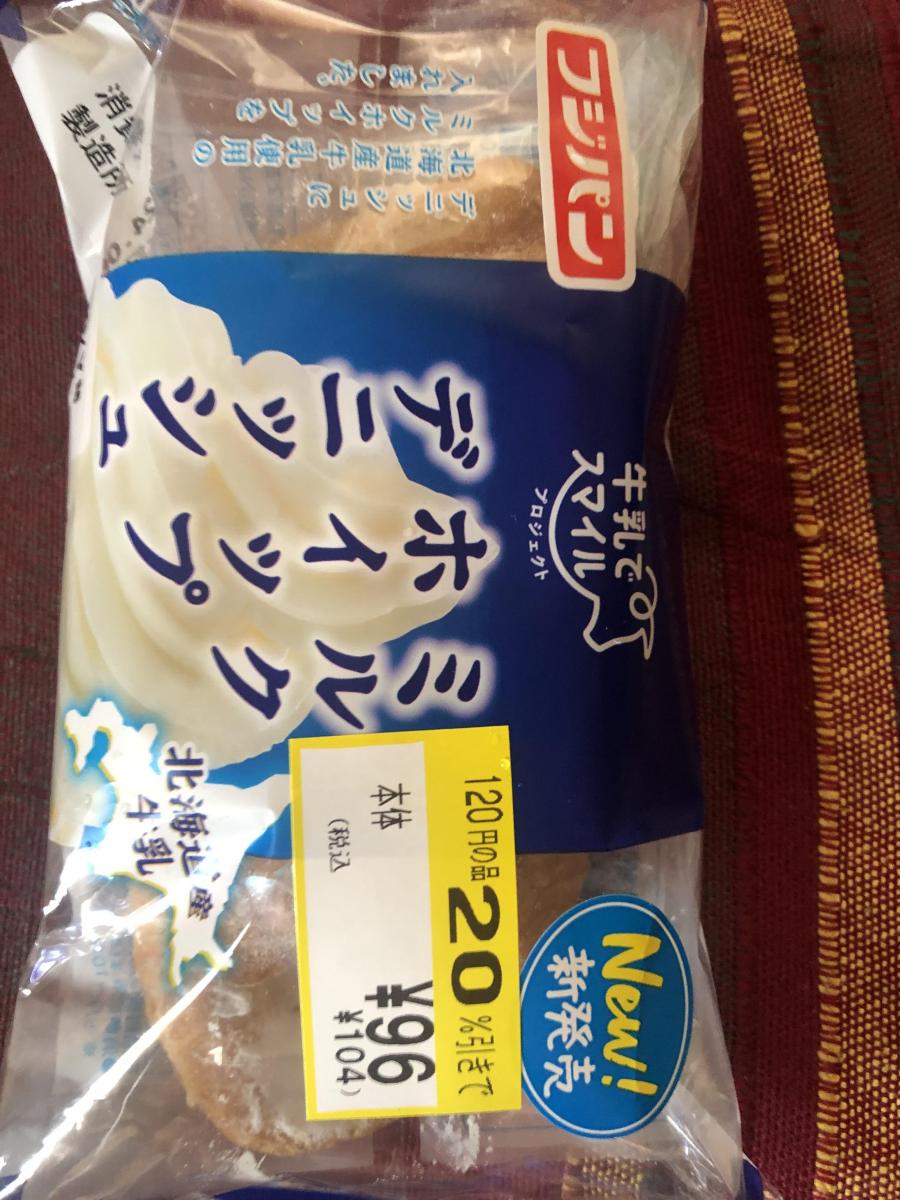 フジパン
牛乳で
スマイル
プロジェクト
ミルク
ホイップ
デニッシュ
デニッシュに
北海道産牛乳使用の
ミルクホイップを
入れました。
北海道産
牛乳
New!
新発売
120円の品
20%引きで
本体 ¥96
(税込 ¥104)
消費
製造所